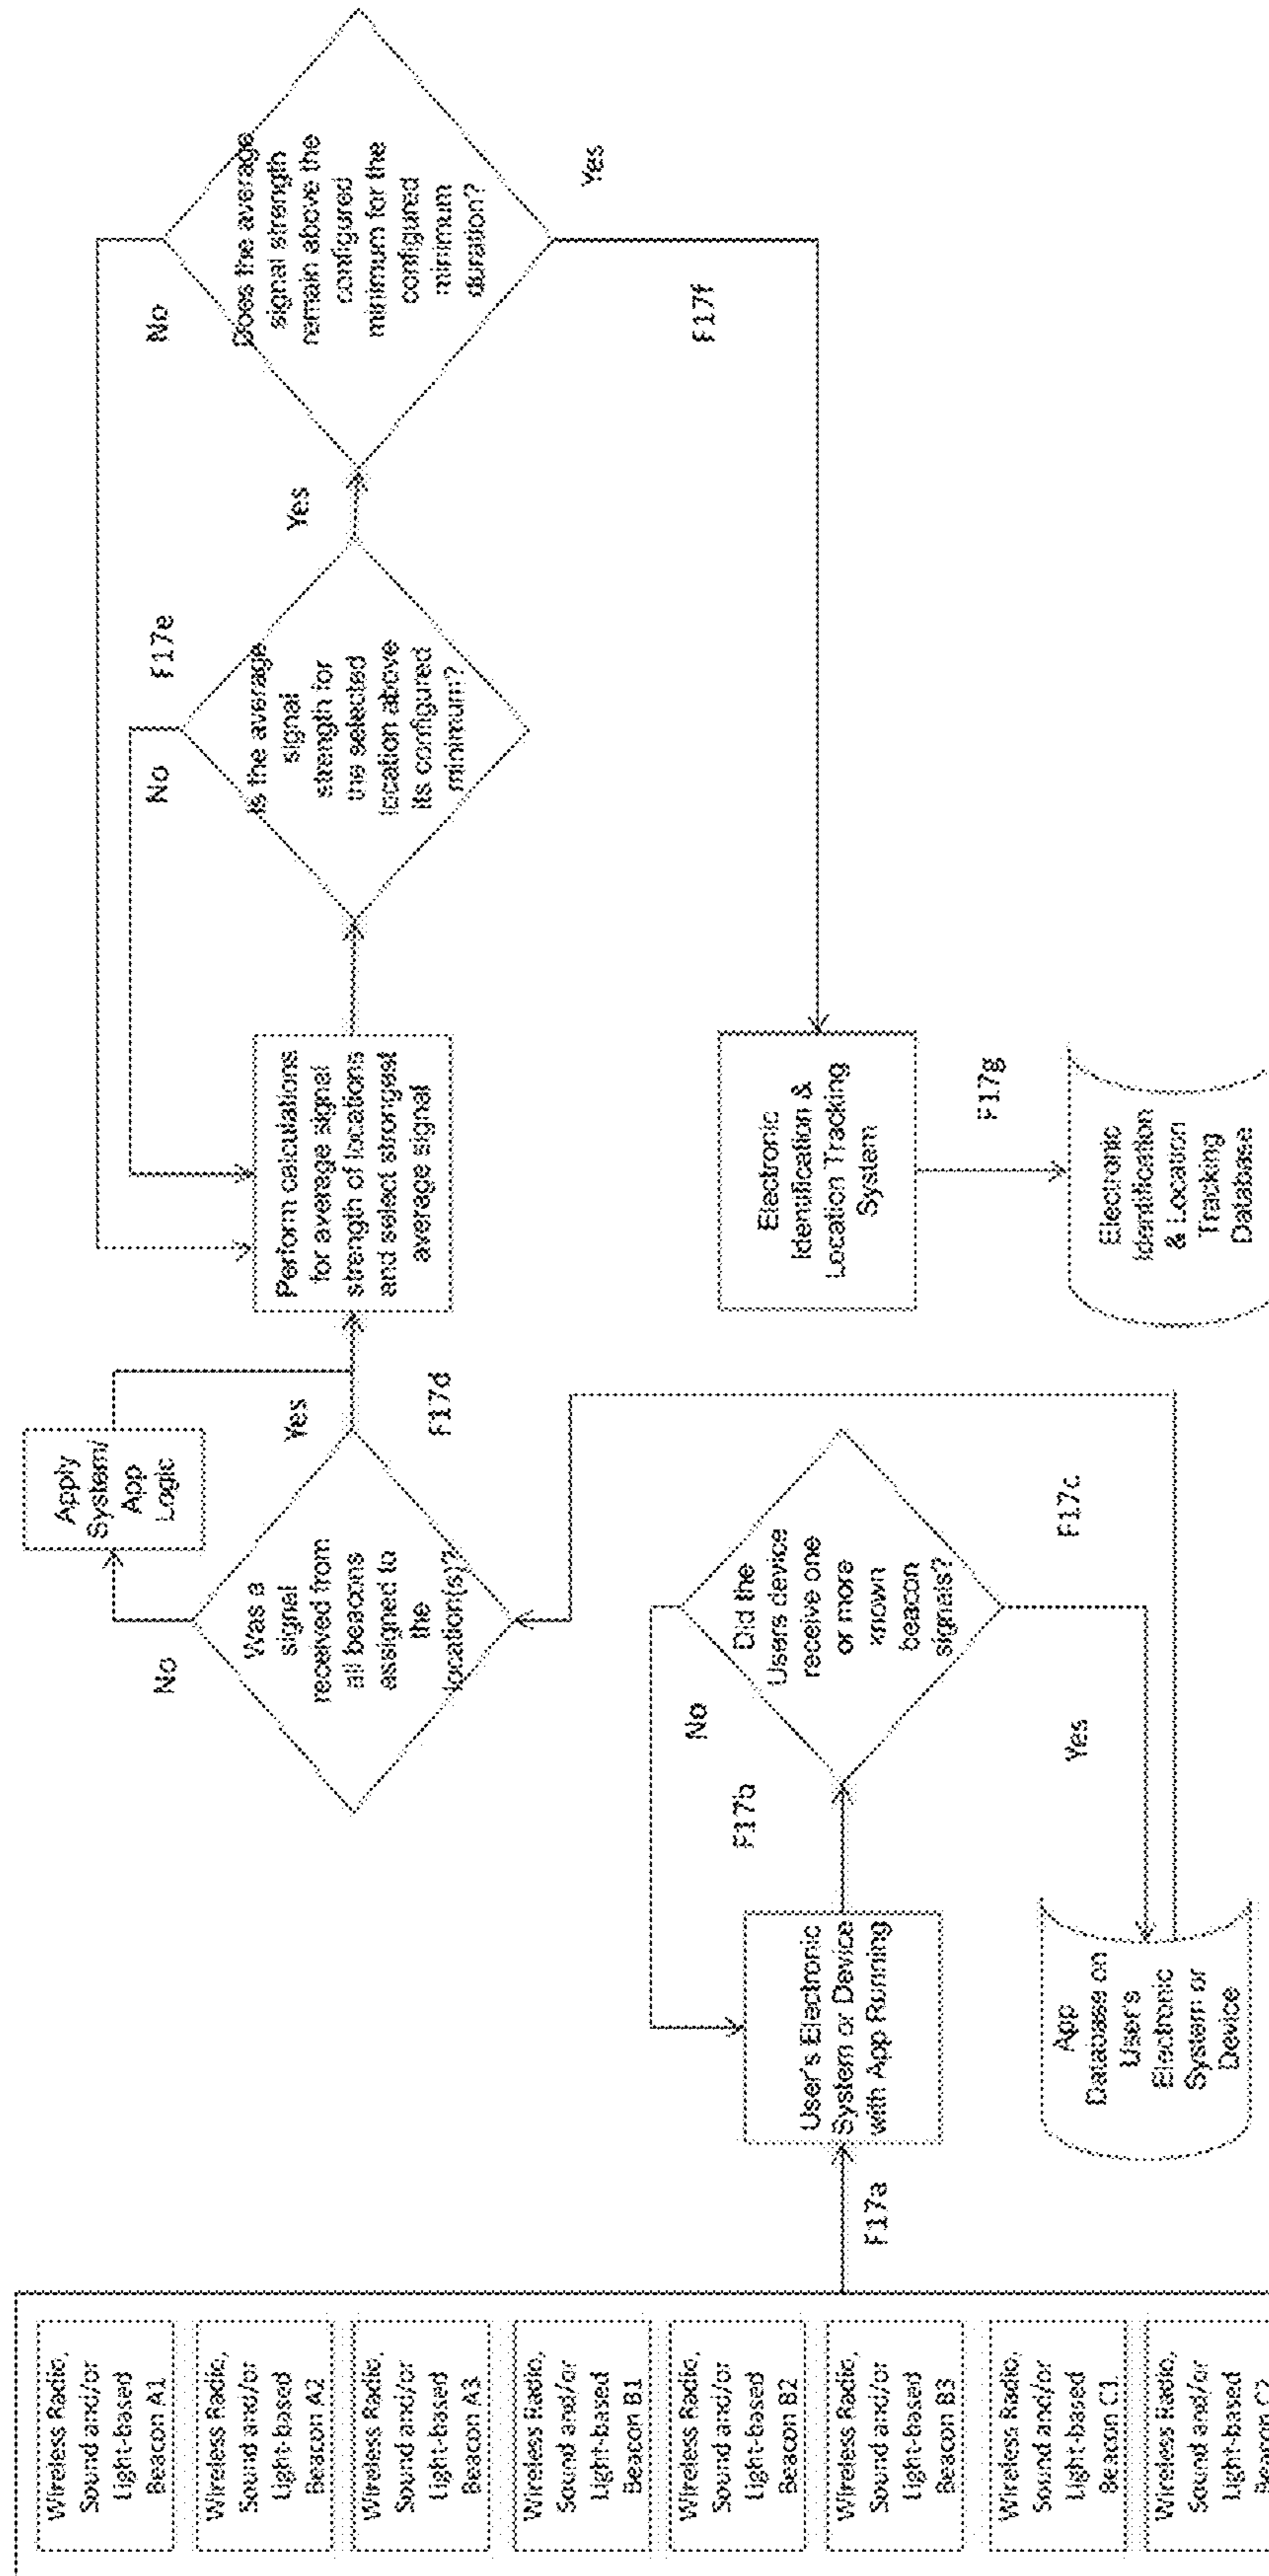 Wireless Radio,
Sound and/or
Light-based
Beacon A1
Wireless Radio,
Sound and/or
Light-based
Beacon A2
Wireless Radio,
Sound and/or
Light-based
Beacon A3
Wireless Radio,
Sound and/or
Light-based
Beacon B1
Wireless Radio,
Sound and/or
Light-based
Beacon B2
Wireless Radio,
Sound and/or
Light-based
Beacon B3
Wireless Radio,
Sound and/or
Light-based
Beacon C1
Wireless Radio,
Sound and/or
Light-based
Beacon C2
F17a
User's Electronic
System or Device
with App Running
F17b
No
Did the
Users device
receive one
or more
known
beacon
signals?
Yes
F17c
App
Database on
User's
Electronic
System or
Device
Was a
signal
received from
all beacons
assigned to
the
location(s)?
No
Apply
System/
App
Logic
Yes
F17d
Perform calculations
for average signal
strength of locations
and select strongest
average signal
Is the average
signal
strength for
the selected
location above
its configured
minimum?
No
F17e
Yes
Does the average
signal strength
remain above the
configured
minimum for the
configured
minimum
duration?
No
Yes
F17f
Electronic
Identification &
Location Tracking
System
F17g
Electronic
Identification
& Location
Tracking
Database